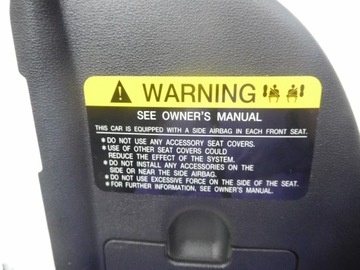 WARNING
SEE OWNER'S MANUAL
THIS CAR IS EQUIPPED WITH A SIDE AIRBAG IN EACH FRONT SEAT.
* DO NOT USE ANY ACCESSORY SEAT COVERS.
* USE OF OTHER SEAT COVERS COULD
REDUCE THE EFFECT OF THE SYSTEM.
* DO NOT INSTALL ANY ACCESSORIES ON THE
SIDE OR NEAR THE SIDE AIRBAG.
* DO NOT USE EXCESSIVE FORCE ON THE SIDE OF THE SEAT.
* FOR FURTHER INFORMATION, SEE OWNER'S MANUAL.